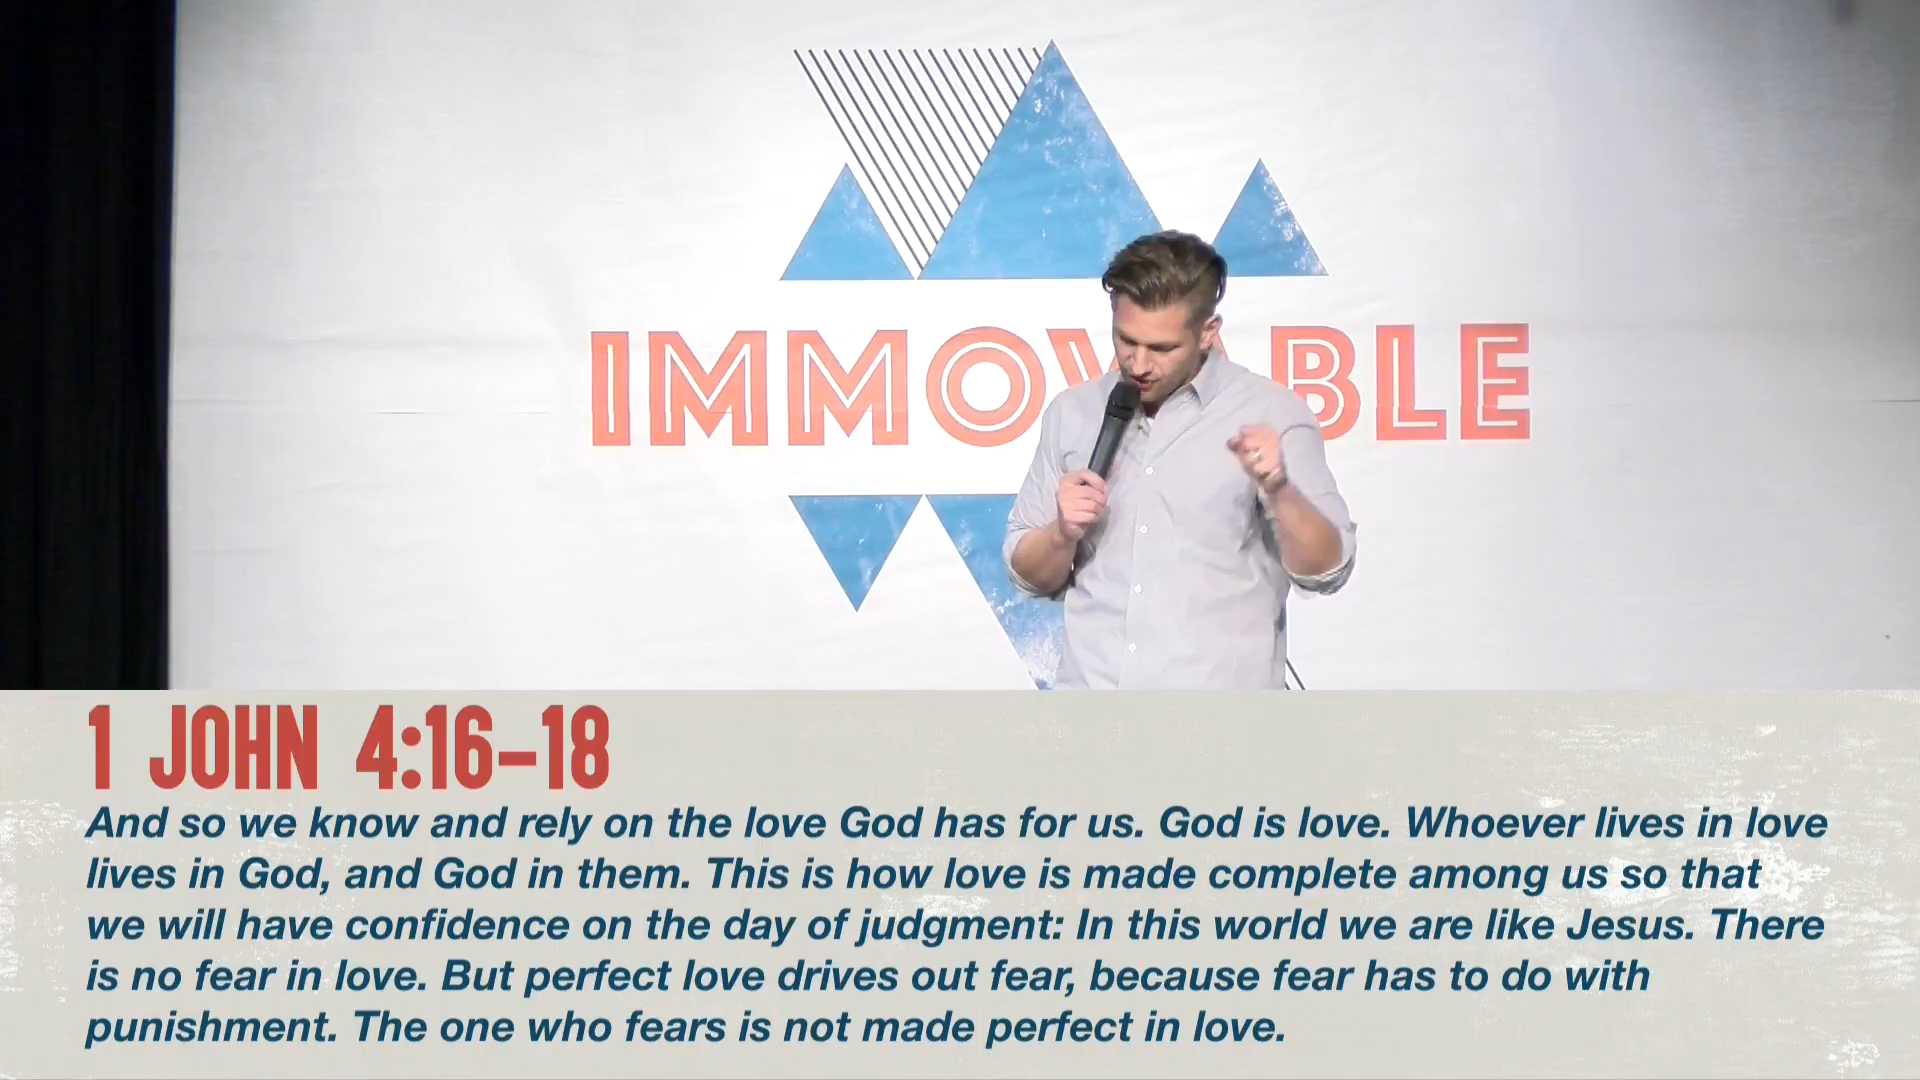 IMMOVABLE
1 JOHN 4:16-18
And so we know and rely on the love God has for us. God is love. Whoever lives in love
lives in God, and God in them. This is how love is made complete among us so that
we will have confidence on the day of judgment: In this world we are like Jesus. There
is no fear in love. But perfect love drives out fear, because fear has to do with
punishment. The one who fears is not made perfect in love.